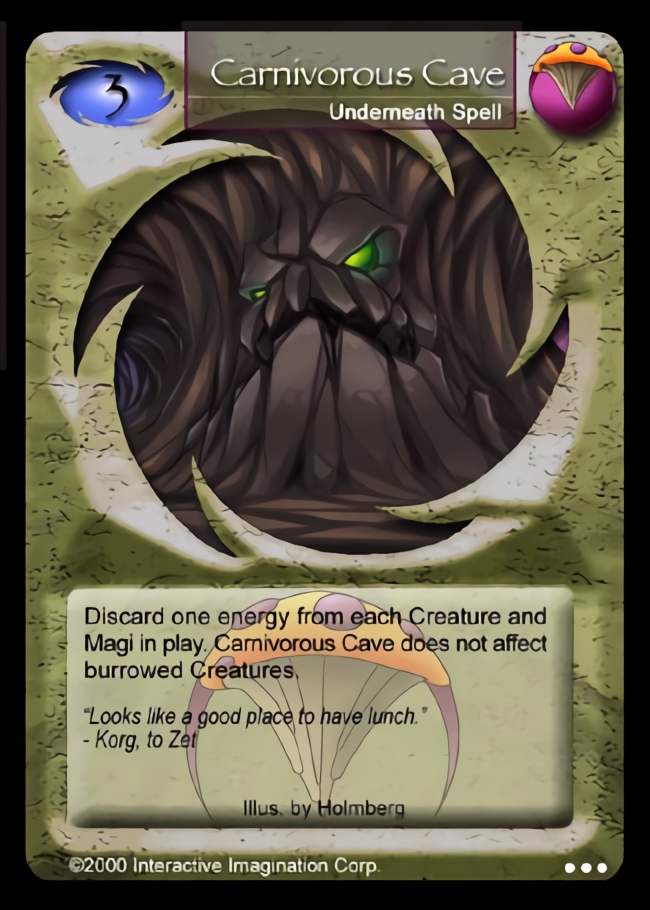 3
Carnivorous Cave
Underneath Spell
Discard one energy from each Creature and
Magi in play. Carnivorous Cave does not affect
burrowed Creatures.
"Looks like a good place to have lunch."
- Korg, to Zet
Illus. by Holmberg
©2000 Interactive Imagination Corp.